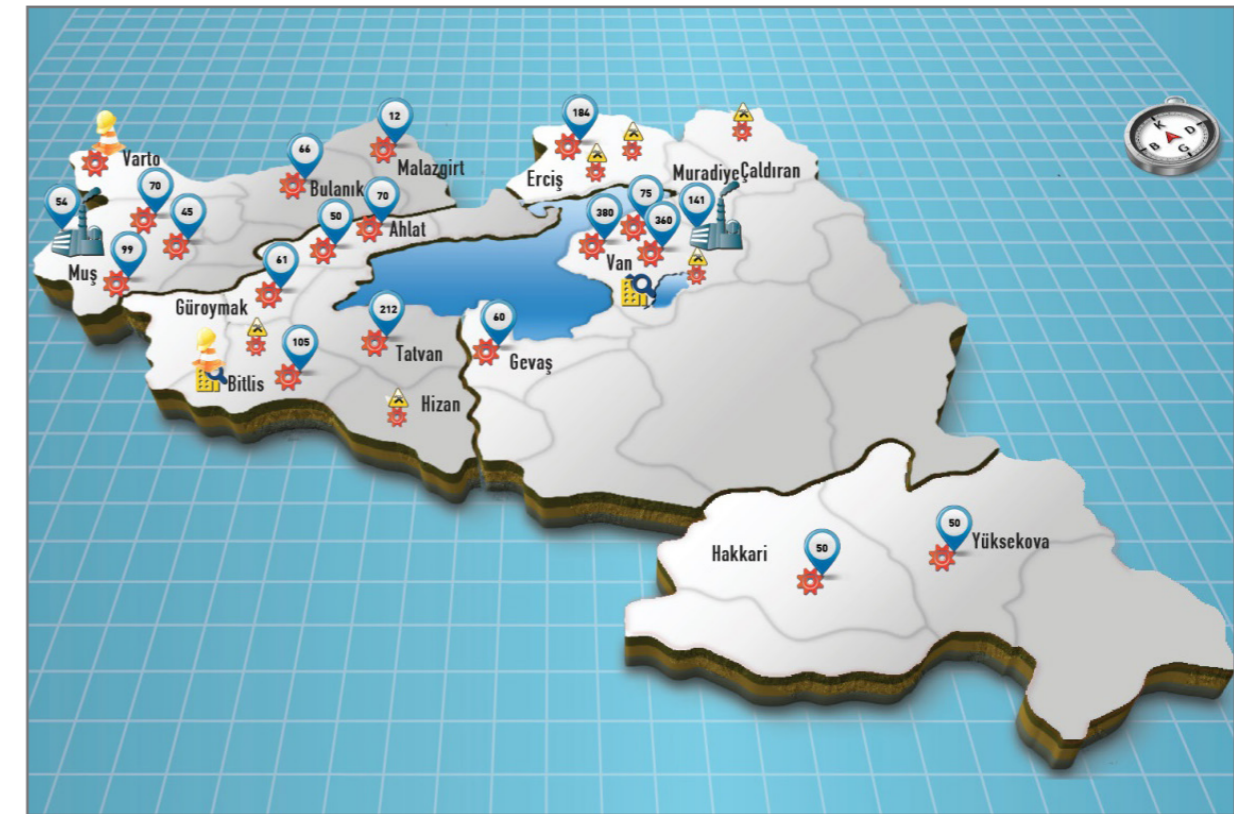 12
184
66
Varto
Malazgirt
K
D
B
G
Bulanık
Erciş
Muradiye
Çaldıran
54
70
45
50
70
Ahlat
380
75
360
141
99
Muş
61
Van
Güroymak
212
60
105
Tatvan
Gevaş
Bitlis
Hizan
50
50
Yüksekova
Hakkari